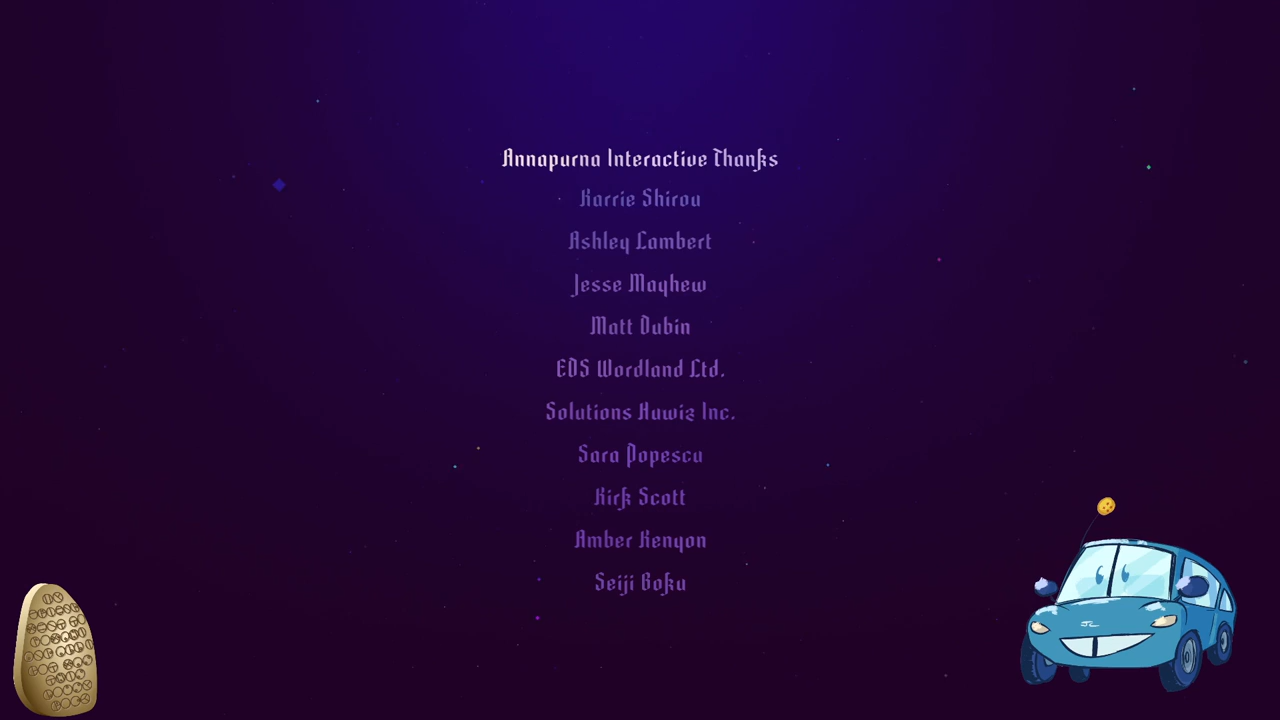 Annapurna Interactive Thanks
Karrie Shirou
Ashley Lambert
Jesse Mayhew
Matt Dubin
EDS Wordland Ltd.
Solutions Huwiz Inc.
Sara Popescu
Kirk Scott
Amber Kenyon
Seiji Boku